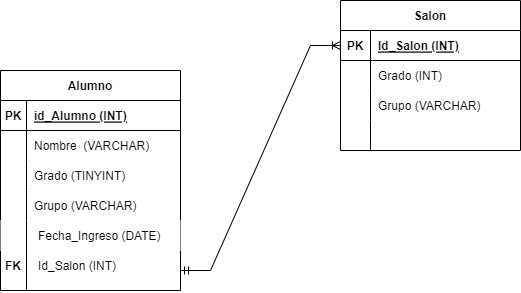 Salon
PK Id_Salon (INT)
Grado (INT)
Grupo (VARCHAR)
Alumno
PK id_Alumno (INT)
Nombre (VARCHAR)
Grado (TINYINT)
Grupo (VARCHAR)
Fecha_Ingreso (DATE)
FK Id_Salon (INT)